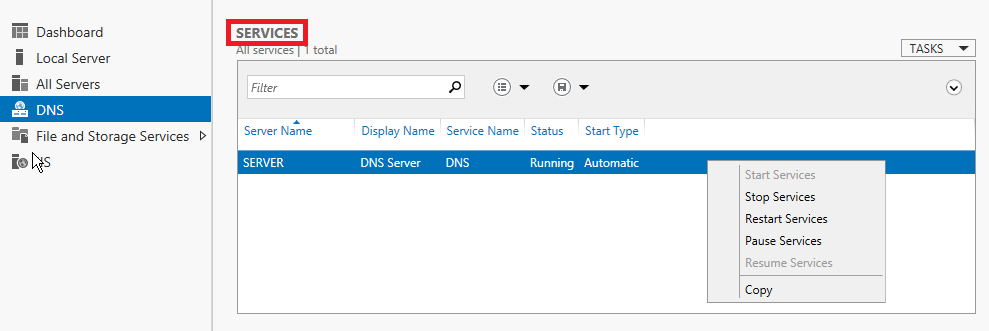 Dashboard
Local Server
All Servers
DNS
File and Storage Services
SERVICES
All services | 1 total
TASKS
Filter
Server Name Display Name Service Name Status Start Type
SERVER DNS Server DNS Running Automatic
Start Services
Stop Services
Restart Services
Pause Services
Resume Services
Copy